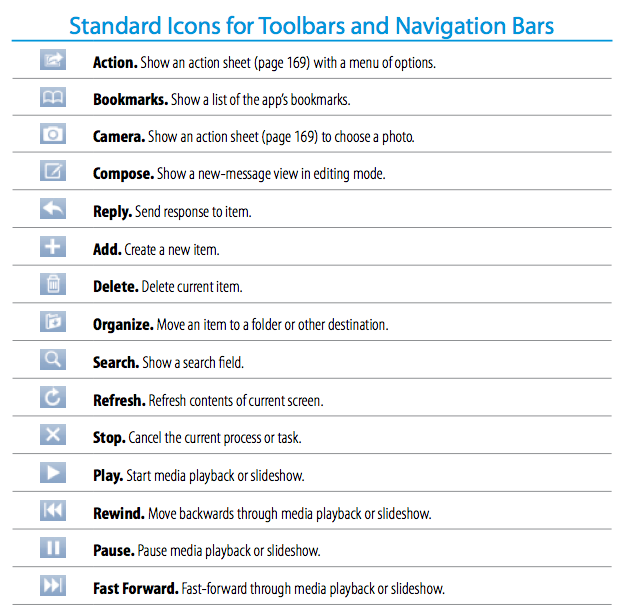 Standard Icons for Toolbars and Navigation Bars
Action. Show an action sheet (page 169) with a menu of options.
Bookmarks. Show a list of the app's bookmarks.
Camera. Show an action sheet (page 169) to choose a photo.
Compose. Show a new-message view in editing mode.
Reply. Send response to item.
Add. Create a new item.
Delete. Delete current item.
Organize. Move an item to a folder or other destination.
Search. Show a search field.
Refresh. Refresh contents of current screen.
Stop. Cancel the current process or task.
Play. Start media playback or slideshow.
Rewind. Move backwards through media playback or slideshow.
Pause. Pause media playback or slideshow.
Fast Forward. Fast-forward through media playback or slideshow.